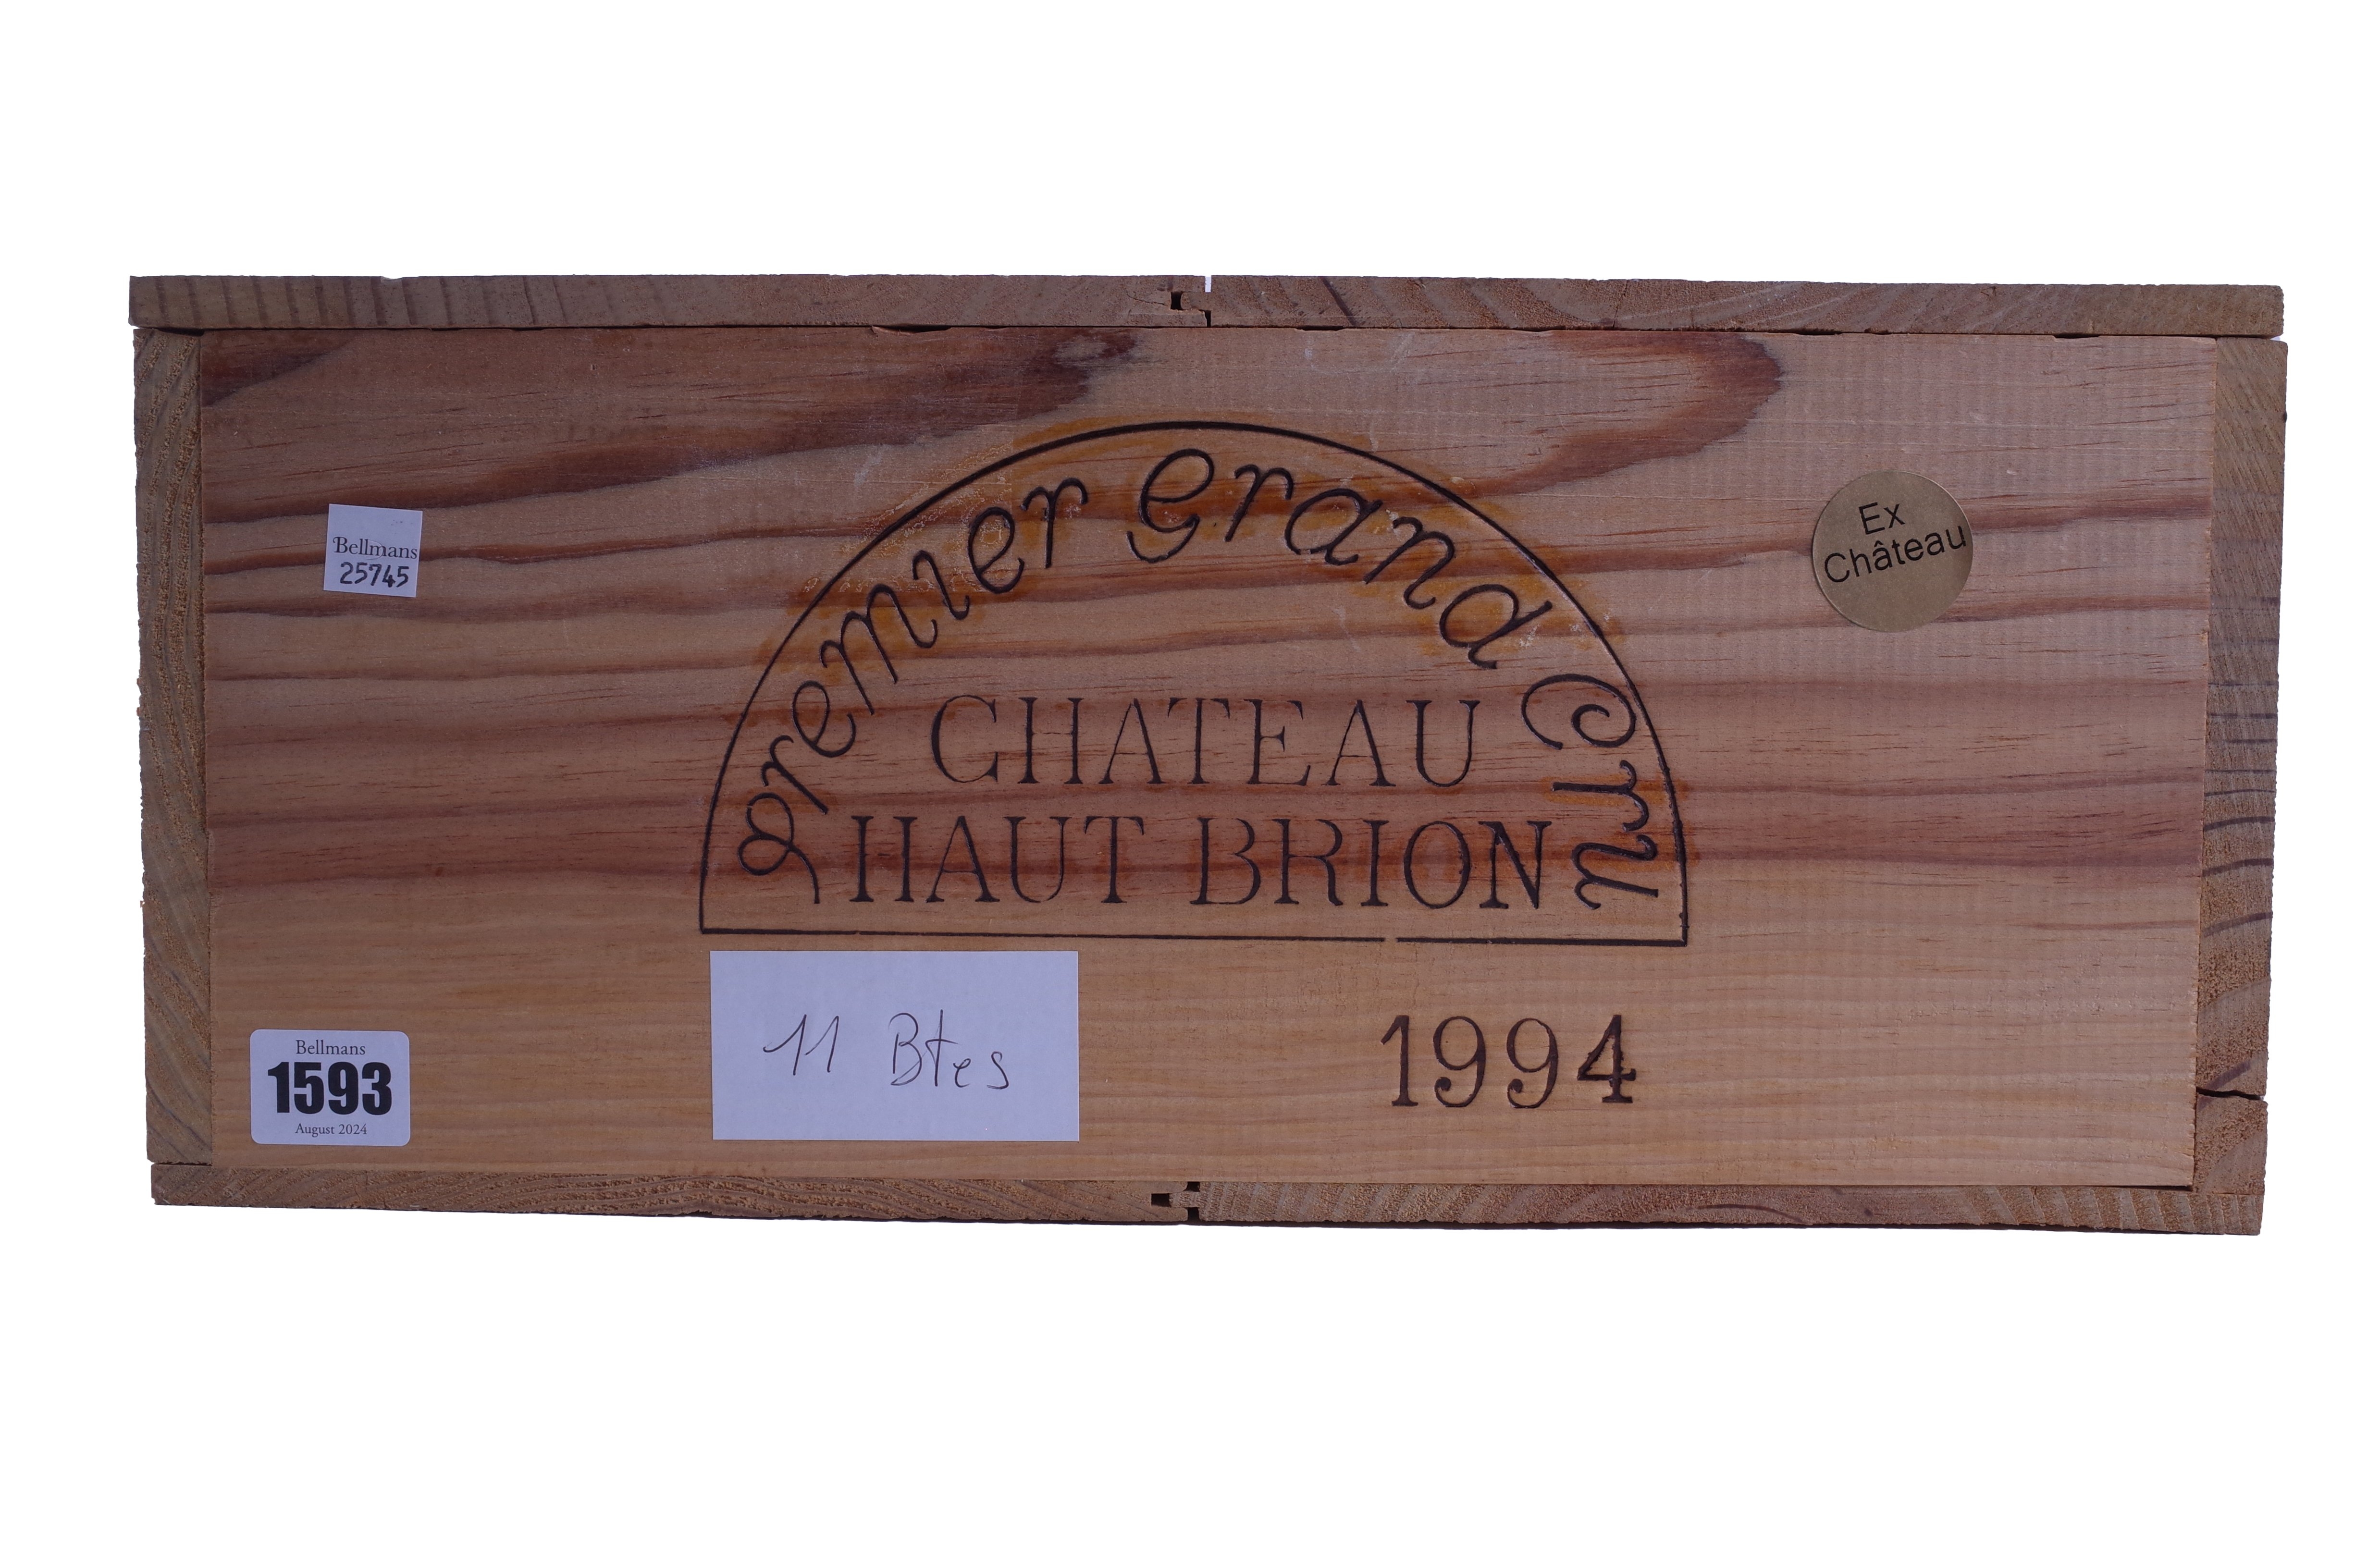 Premier Grand Cru
CHATEAU
HAUT BRION
1994
Ex
Château
Bellmans
25745
11 Btes
Bellmans
1593
August 2024